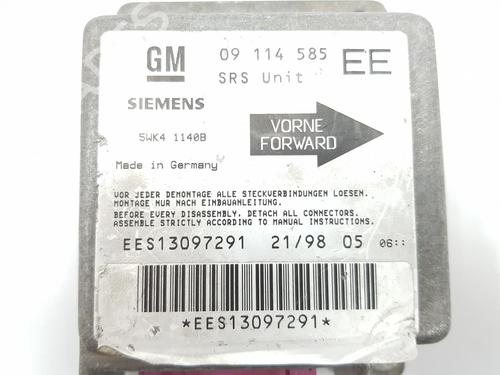 GM 09 114 585 EE
SRS Unit
SIEMENS
5WK4 1140B
VORNE
FORWARD
Made in Germany
VOR JEDER DEMONTAGE ALLE STECKVERBINDUNGEN LOESEN.
MONTAGE NUR NACH EINBAUANLEITUNG.
BEFORE EVERY DISASSEMBLY, DETACH ALL CONNECTORS.
ASSEMBLE STRICTLY ACCORDING TO MANUAL INSTRUCTIONS.
EES13097291 21/98 05 06::
*EES13097291*